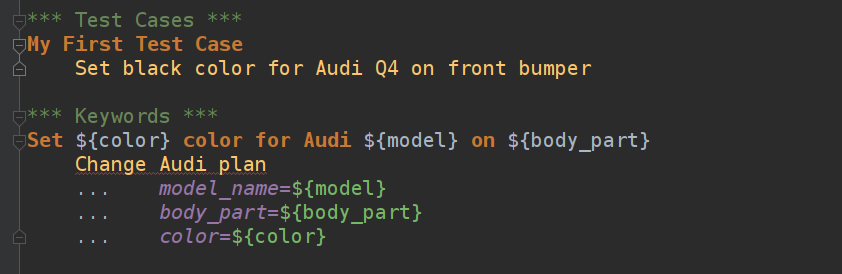 *** Test Cases ***
My First Test Case
    Set black color for Audi Q4 on front bumper

*** Keywords ***
Set ${color} color for Audi ${model} on ${body_part}
    Change Audi plan
    ...    model_name=${model}
    ...    body_part=${body_part}
    ...    color=${color}